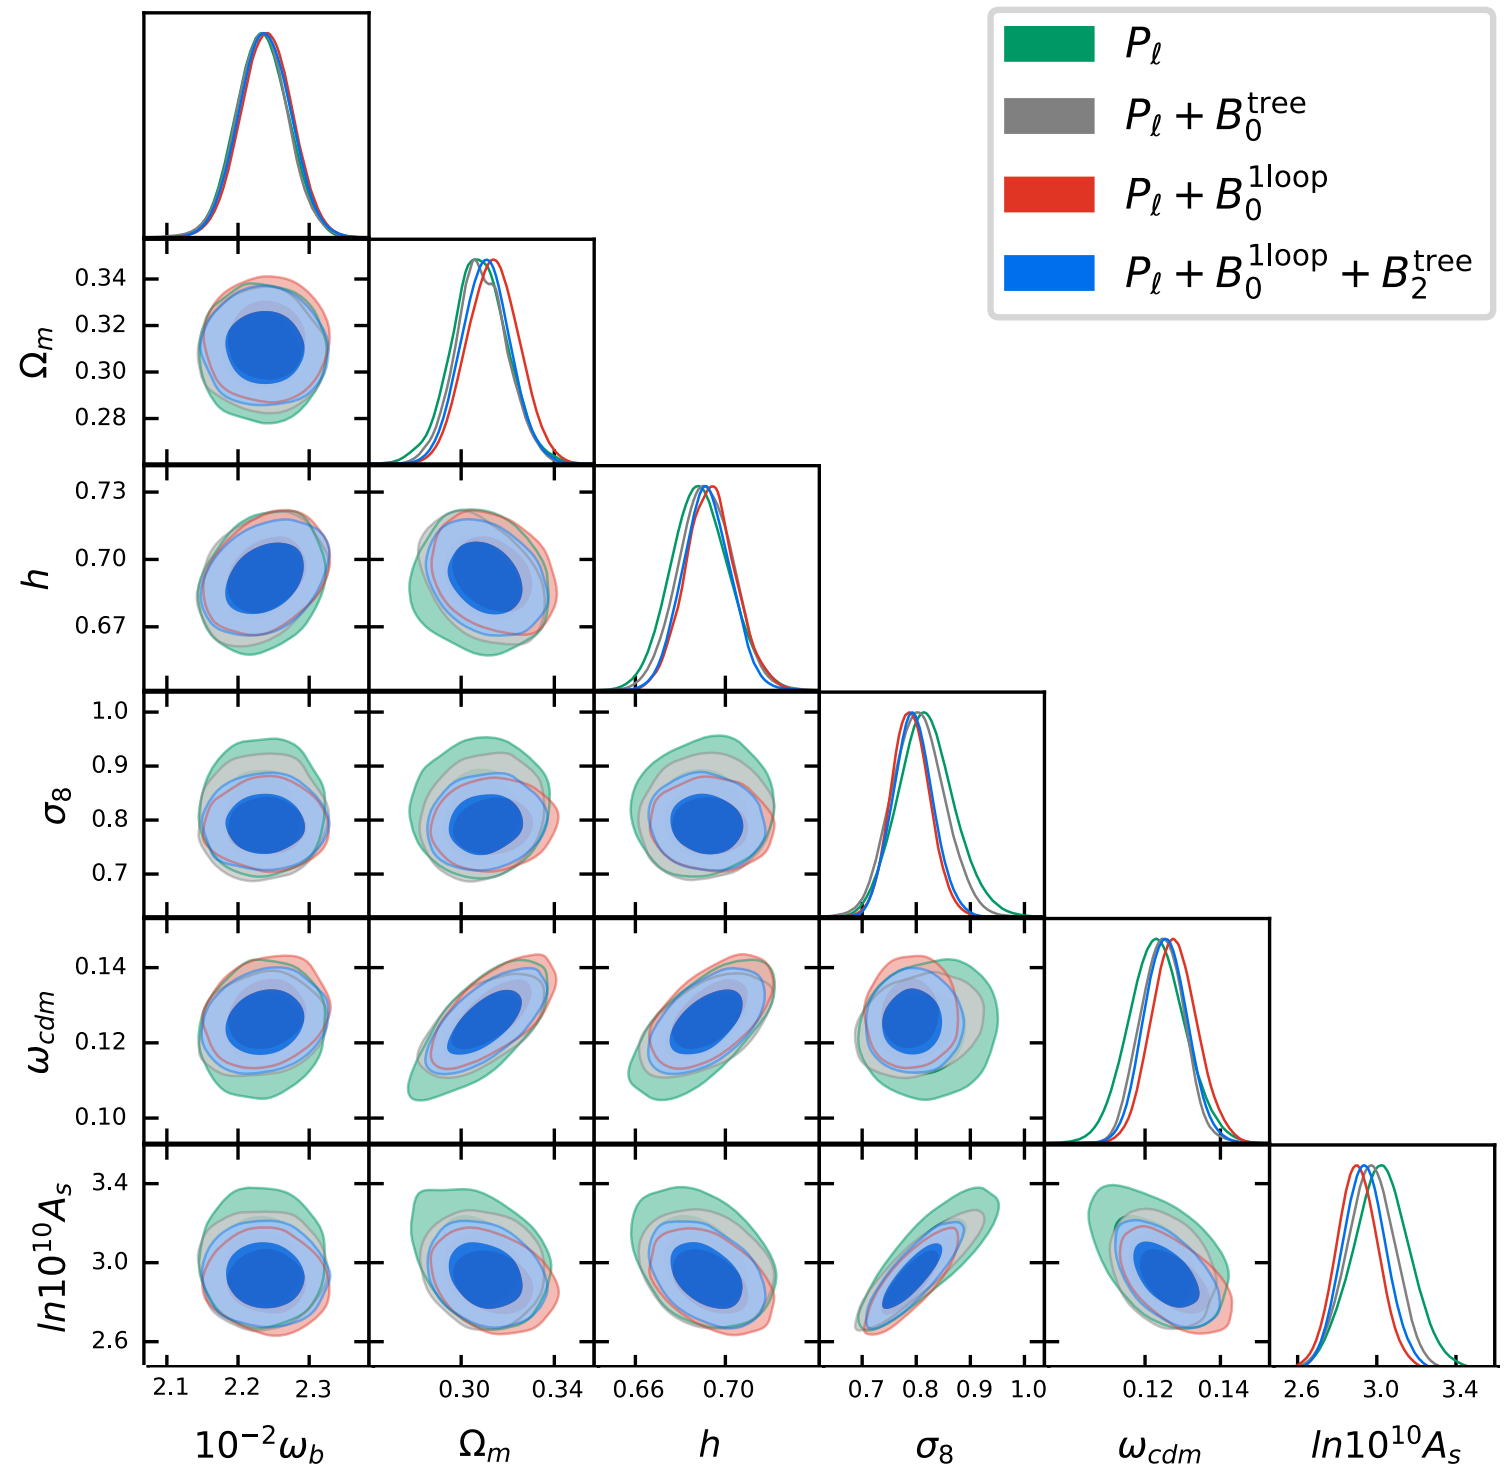 P_ℓ
P_ℓ + B_0^tree
P_ℓ + B_0^1loop
P_ℓ + B_0^1loop + B_2^tree
0.34
0.32
0.30
0.28
Ω_m
0.73
0.70
0.67
h
1.0
0.9
0.8
0.7
σ_8
0.14
0.12
0.10
ω_cdm
3.4
3.0
2.6
ln10^10 A_s
2.1 2.2 2.3 0.30 0.34 0.66 0.70 0.7 0.8 0.9 1.0 0.12 0.14 2.6 3.0 3.4
10^−2 ω_b Ω_m h σ_8 ω_cdm ln10^10 A_s